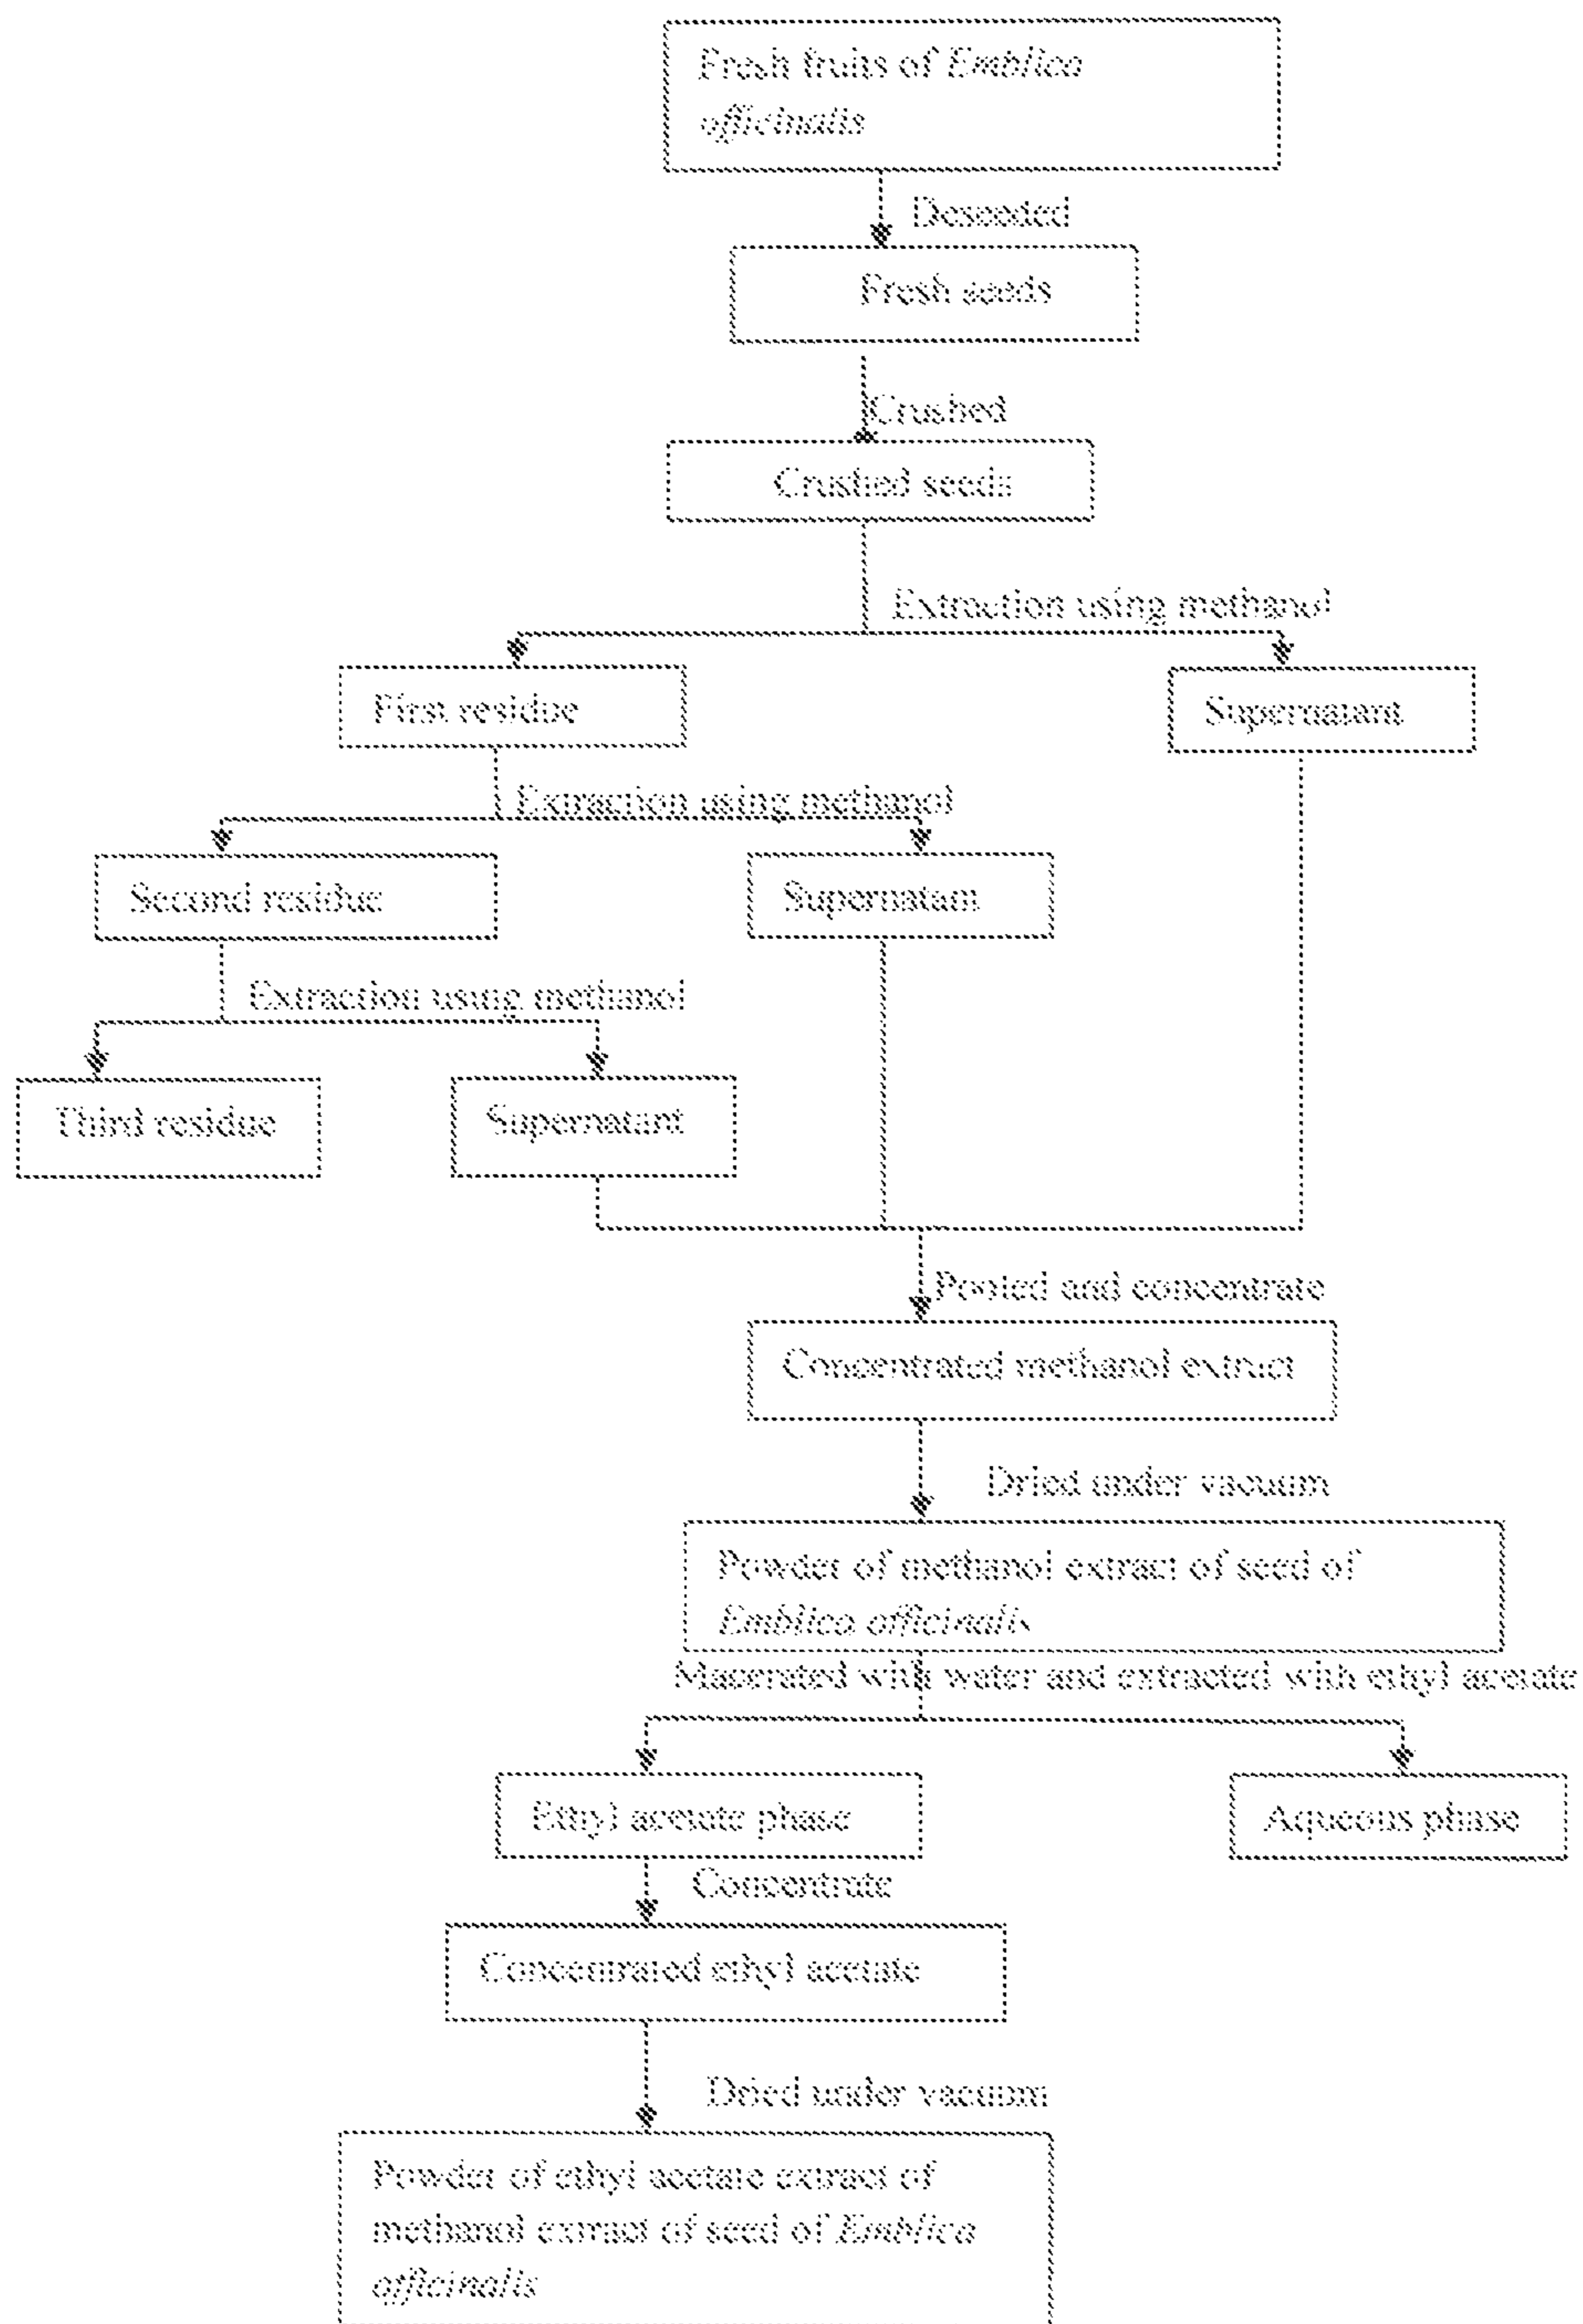 Fresh fruits of Emblica
officinalis
Deseeded
Fresh seeds
Crushed
Crushed seeds
Extraction using methanol
First residue
Supernatant
Extraction using methanol
Second residue
Supernatant
Extraction using methanol
Third residue
Supernatant
Pooled and concentrate
Concentrated methanol extract
Dried under vacuum
Powder of methanol extract of seed of
Emblica officinalis
Macerated with water and extracted with ethyl acetate
Ethyl acetate phase
Aqueous phase
Concentrate
Concentrated ethyl acetate
Dried under vacuum
Powder of ethyl acetate extract of
methanol extract of seed of Emblica
officinalis